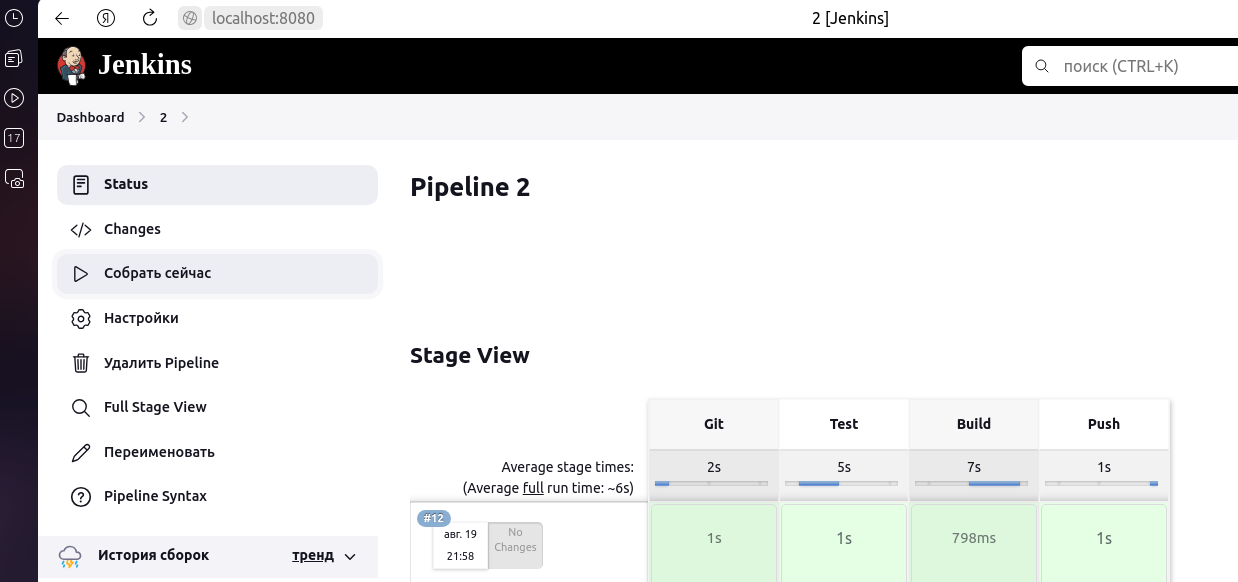 localhost:8080
2 [Jenkins]
Jenkins
поиск (CTRL+K)
Dashboard
2
17
Status
Changes
Собрать сейчас
Настройки
Удалить Pipeline
Full Stage View
Переименовать
Pipeline Syntax
История сборок тренд
Pipeline 2
Stage View
Git Test Build Push
Average stage times: 2s 5s 7s 1s
(Average full run time: ~6s)
#12
авг. 19
21:58
No
Changes
1s 1s 798ms 1s